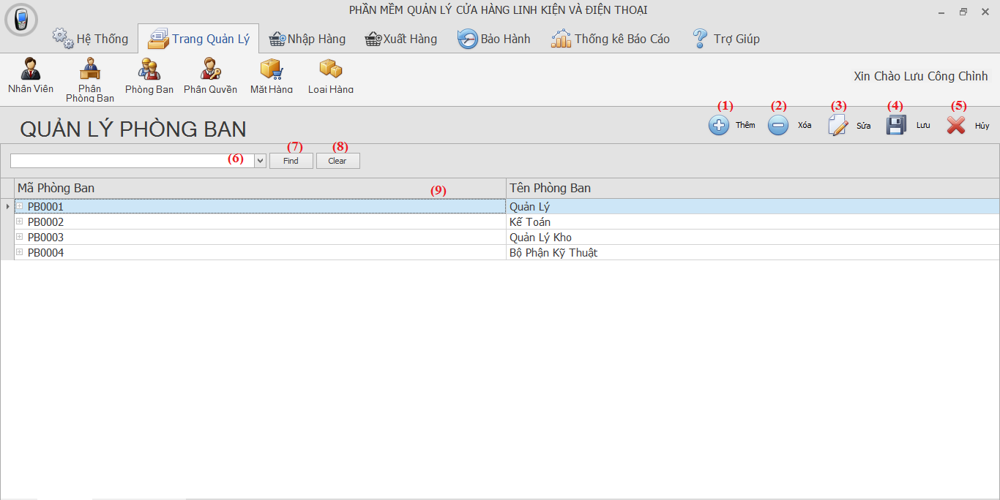 PHẦN MỀM QUẢN LÝ CỬA HÀNG LINH KIỆN VÀ ĐIỆN THOẠI
Hệ Thống Trang Quản Lý Nhập Hàng Xuất Hàng Bảo Hành Thống kê Báo Cáo Trợ Giúp
Nhân Viên Phân Phòng Ban Phòng Ban Phân Quyền Mặt Hàng Loại Hàng
Xin Chào Lưu Công Chình
(1) (2) (3) (4) (5)
QUẢN LÝ PHÒNG BAN Thêm Xóa Sửa Lưu Hủy
(6) (7) (8)
Find Clear
Mã Phòng Ban (9) Tên Phòng Ban
PB0001 Quản Lý
PB0002 Kế Toán
PB0003 Quản Lý Kho
PB0004 Bộ Phận Kỹ Thuật